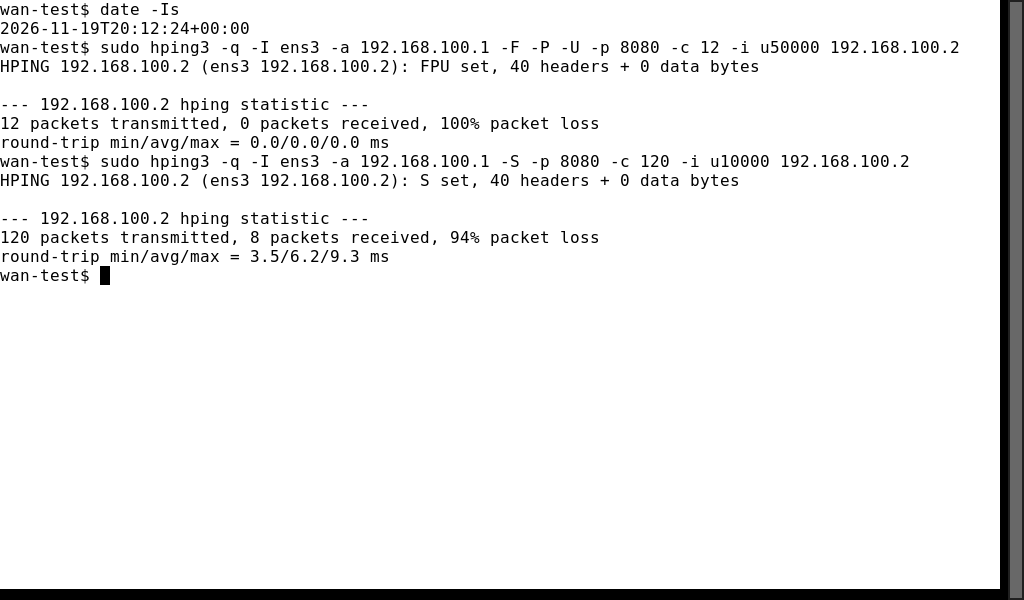 wan-test$ date -Is
2026-11-19T20:12:24+00:00
wan-test$ sudo hping3 -q -I ens3 -a 192.168.100.1 -F -P -U -p 8080 -c 12 -i u50000 192.168.100.2
HPING 192.168.100.2 (ens3 192.168.100.2): FPU set, 40 headers + 0 data bytes

--- 192.168.100.2 hping statistic ---
12 packets transmitted, 0 packets received, 100% packet loss
round-trip min/avg/max = 0.0/0.0/0.0 ms
wan-test$ sudo hping3 -q -I ens3 -a 192.168.100.1 -S -p 8080 -c 120 -i u10000 192.168.100.2
HPING 192.168.100.2 (ens3 192.168.100.2): S set, 40 headers + 0 data bytes

--- 192.168.100.2 hping statistic ---
120 packets transmitted, 8 packets received, 94% packet loss
round-trip min/avg/max = 3.5/6.2/9.3 ms
wan-test$